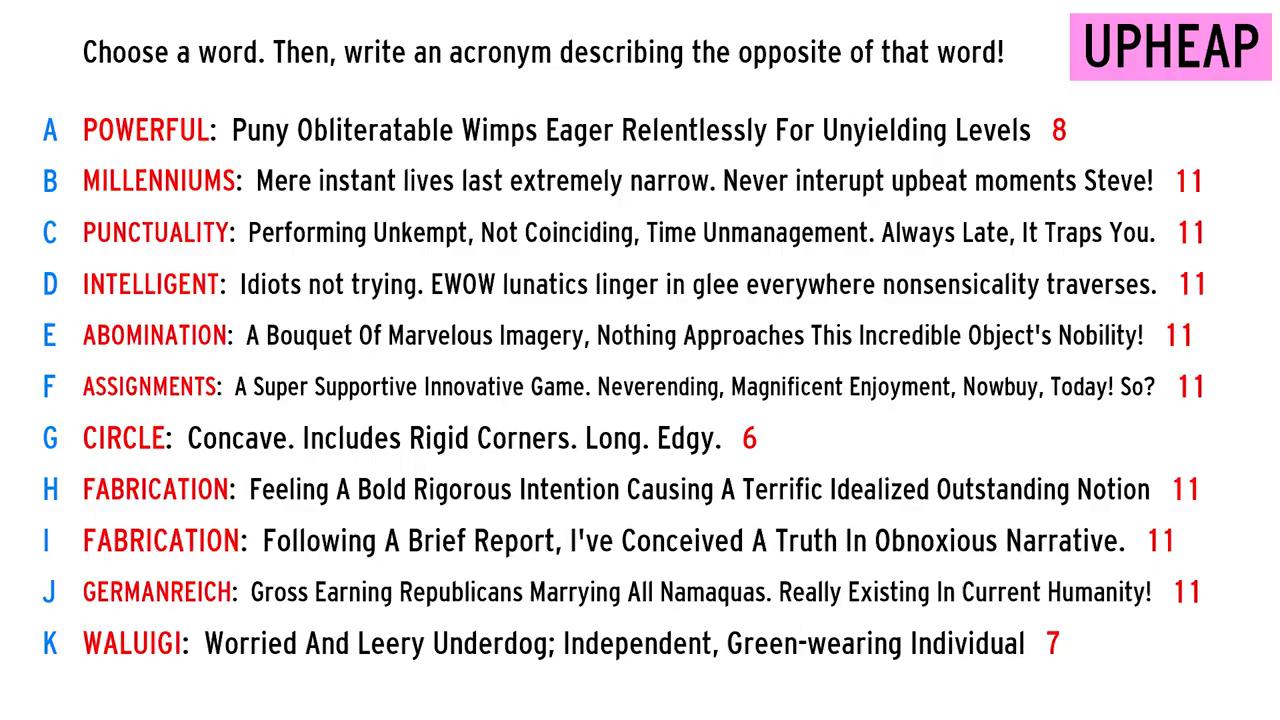 Choose a word. Then, write an acronym describing the opposite of that word!
UPHEAP
A POWERFUL: Puny Obliteratable Wimps Eager Relentlessly For Unyielding Levels 8
B MILLENNIUMS: Mere instant lives last extremely narrow. Never interupt upbeat moments Steve! 11
C PUNCTUALITY: Performing Unkempt, Not Coinciding, Time Unmanagement. Always Late, It Traps You. 11
D INTELLIGENT: Idiots not trying. EWOW lunatics linger in glee everywhere nonsensicality traverses. 11
E ABOMINATION: A Bouquet Of Marvelous Imagery, Nothing Approaches This Incredible Object's Nobility! 11
F ASSIGNMENTS: A Super Supportive Innovative Game. Neverending, Magnificent Enjoyment, Nowbuy, Today! So? 11
G CIRCLE: Concave. Includes Rigid Corners. Long. Edgy. 6
H FABRICATION: Feeling A Bold Rigorous Intention Causing A Terrific Idealized Outstanding Notion 11
I FABRICATION: Following A Brief Report, I've Conceived A Truth In Obnoxious Narrative. 11
J GERMANREICH: Gross Earning Republicans Marrying All Namaquas. Really Existing In Current Humanity! 11
K WALUIGI: Worried And Leery Underdog; Independent, Green-wearing Individual 7